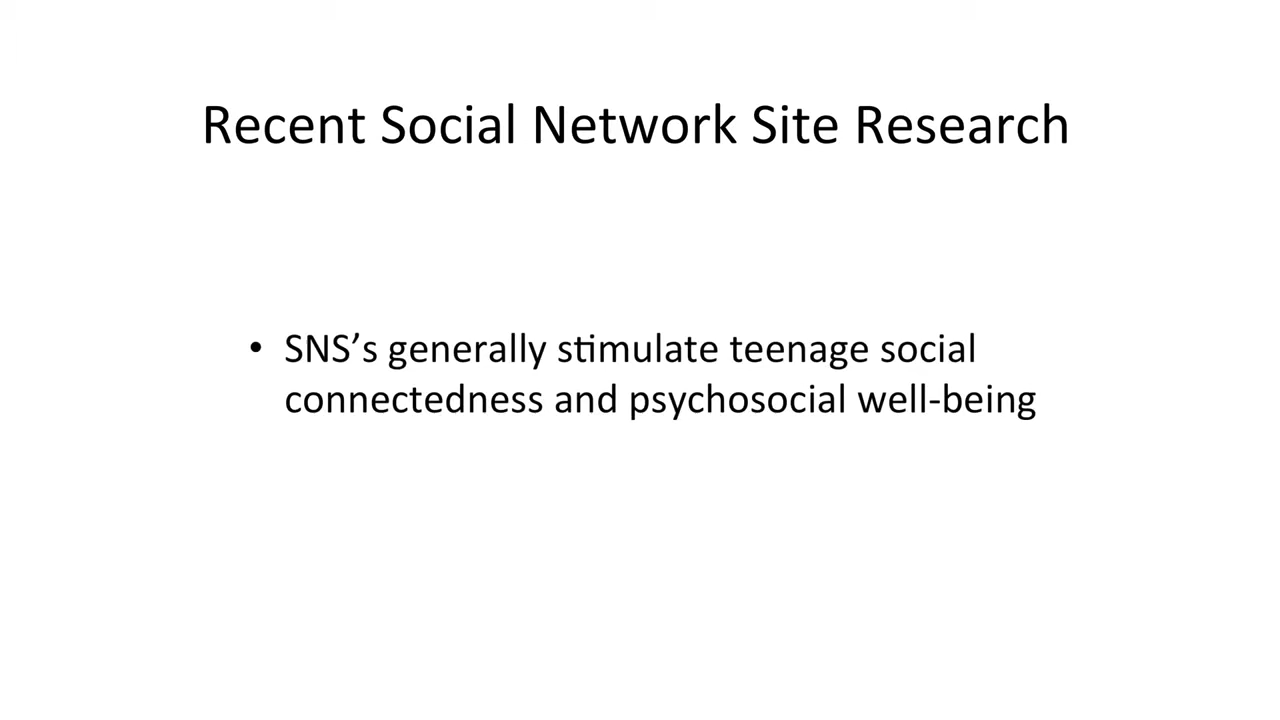 Recent Social Network Site Research
• SNS’s generally stimulate teenage social
connectedness and psychosocial well-being